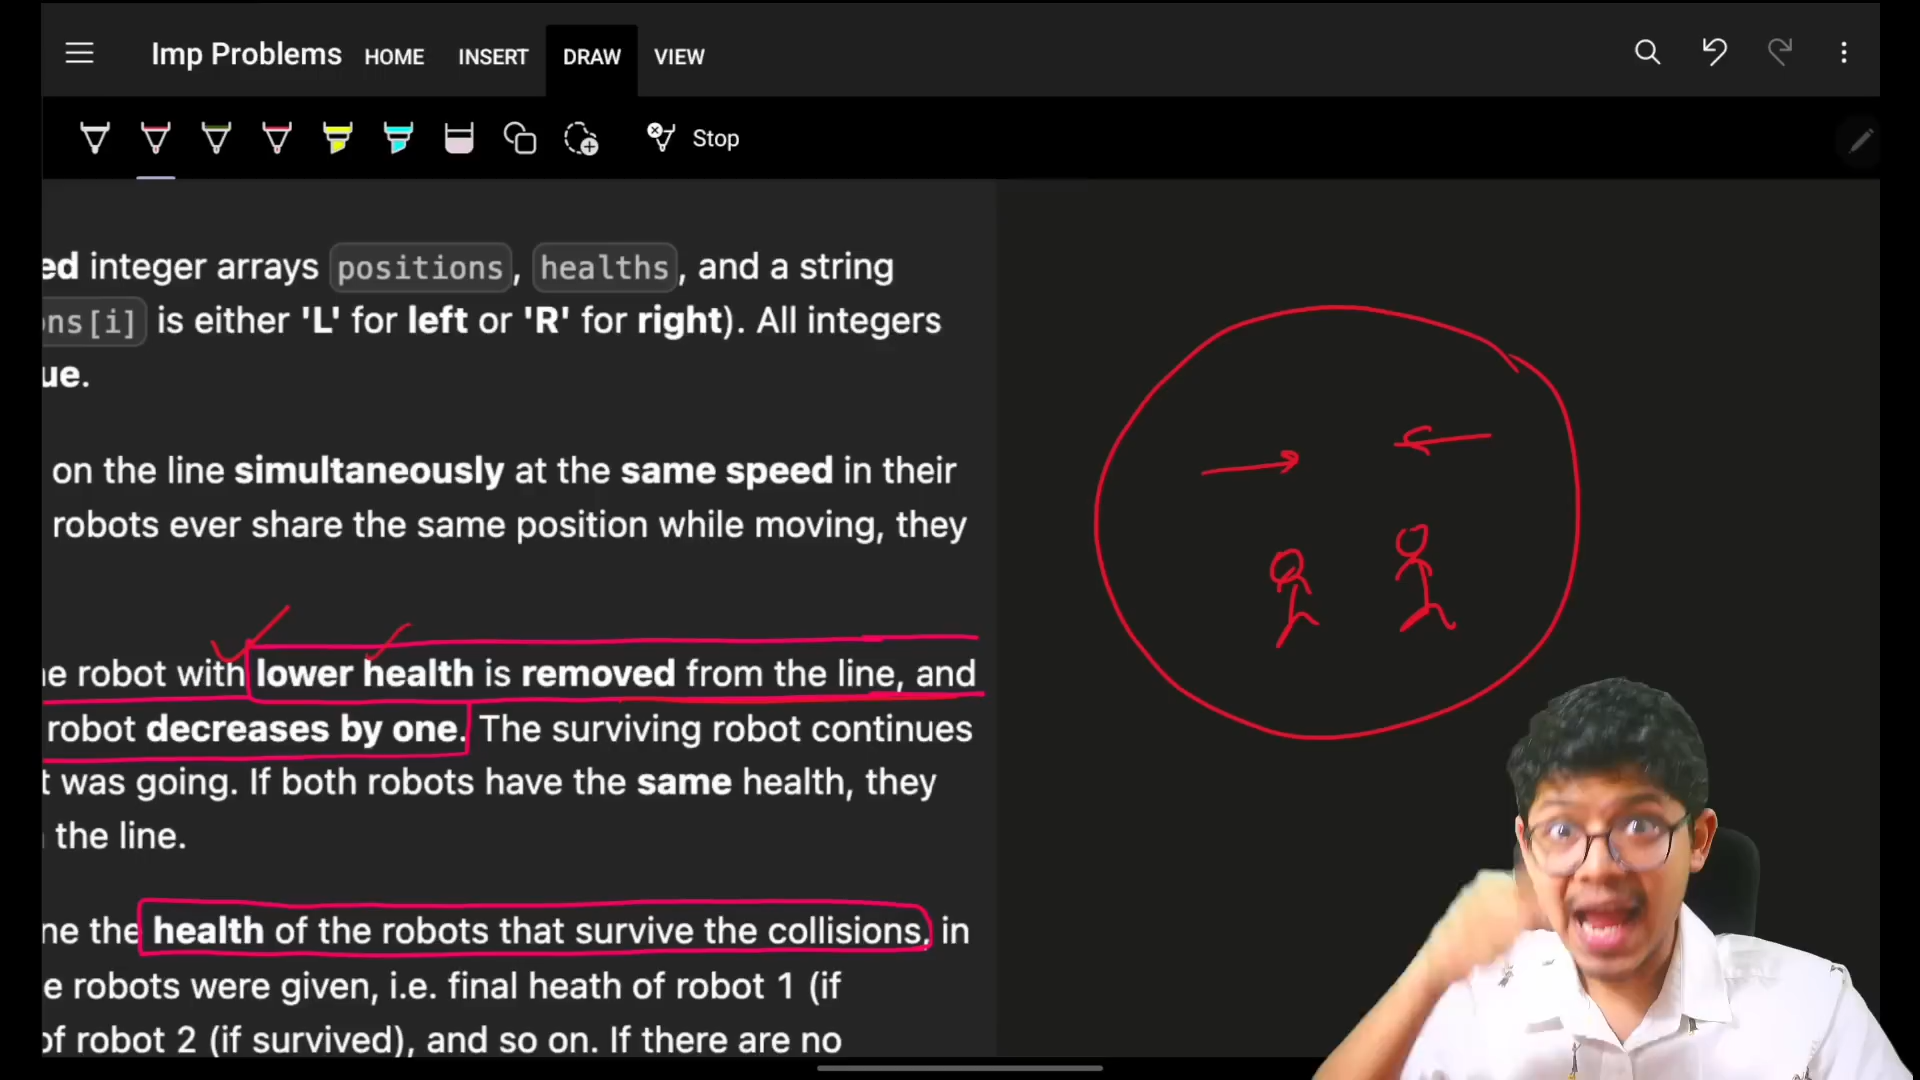 Imp Problems HOME INSERT DRAW VIEW
Stop
ed integer arrays positions, healths, and a string
ns[i] is either 'L' for left or 'R' for right). All integers
ue.
on the line simultaneously at the same speed in their
robots ever share the same position while moving, they
e robot with lower health is removed from the line, and
robot decreases by one. The surviving robot continues
t was going. If both robots have the same health, they
the line.
ne the health of the robots that survive the collisions, in
e robots were given, i.e. final heath of robot 1 (if
of robot 2 (if survived), and so on. If there are no